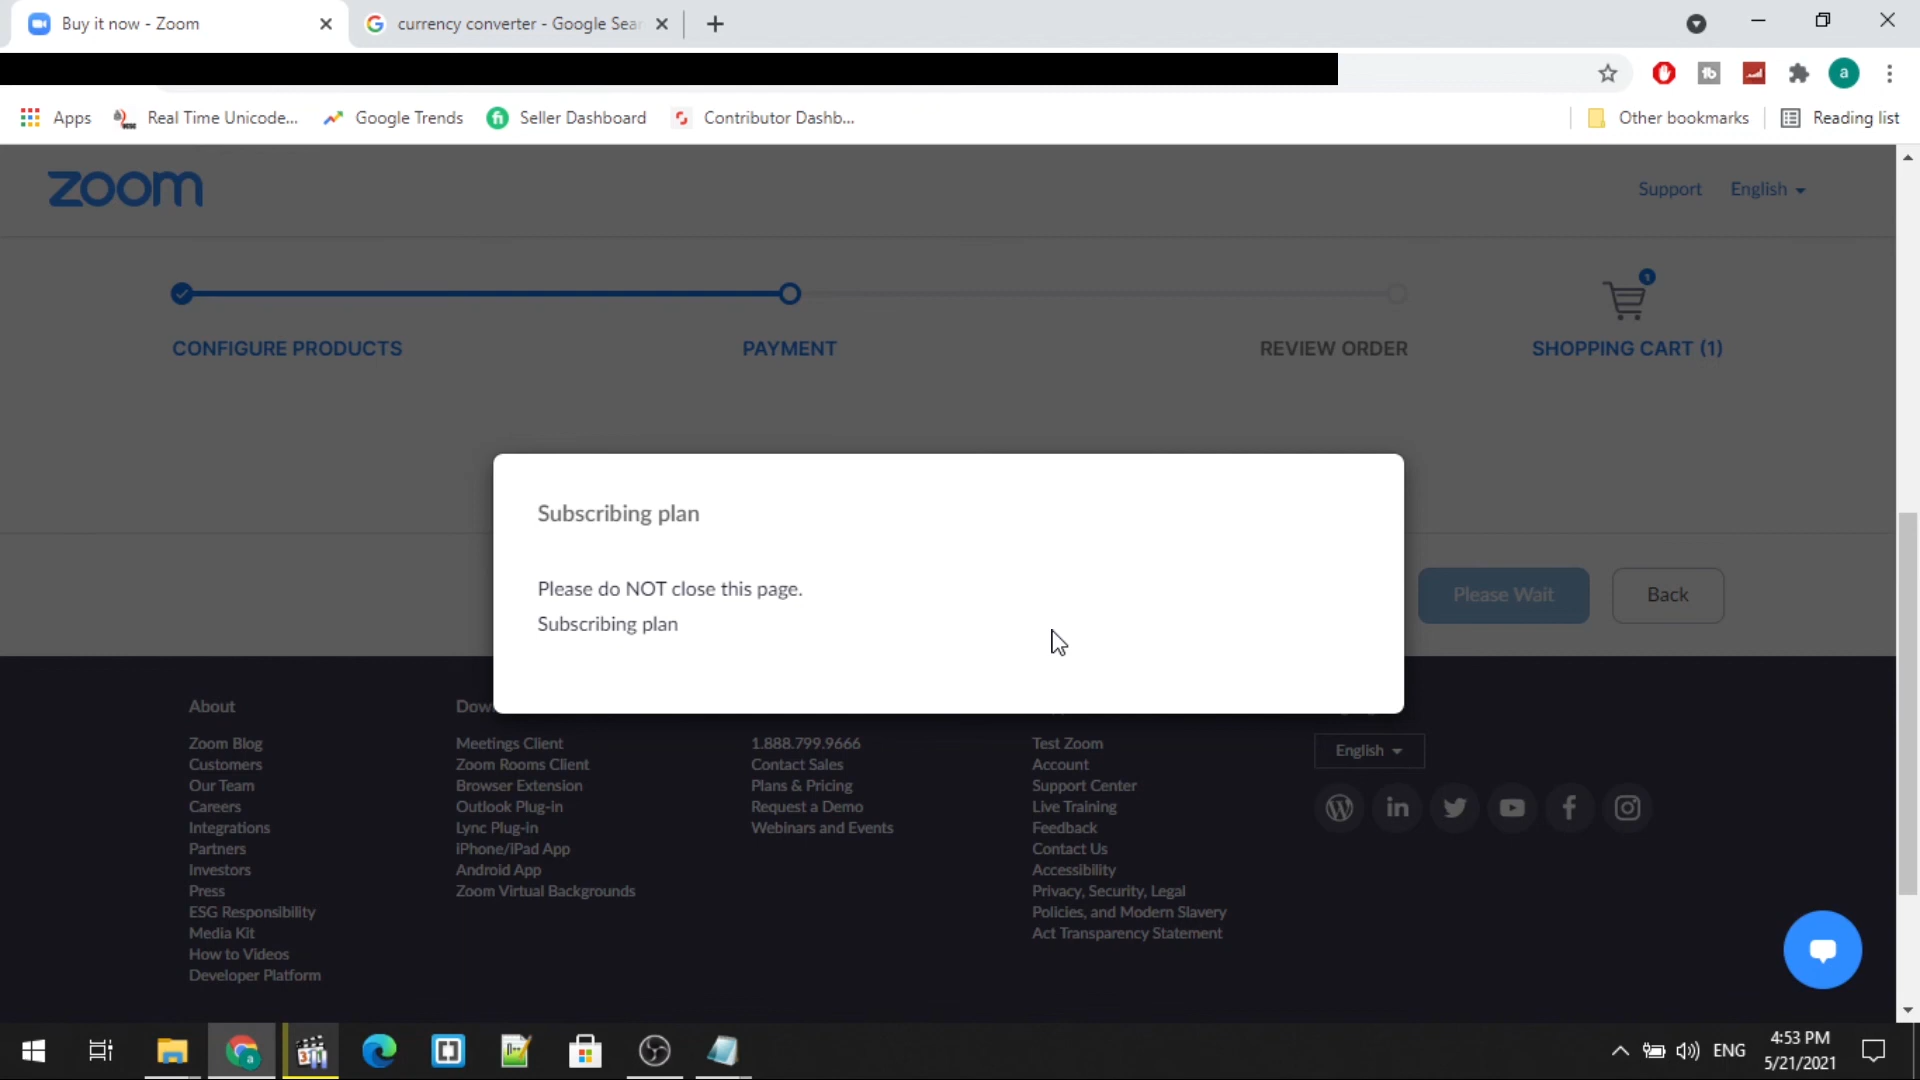 Buy it now - Zoom
currency converter - Google Sear
a
Apps
Real Time Unicode...
Google Trends
fi
Seller Dashboard
Contributor Dashb...
Other bookmarks
Reading list
zoom
Support
English
1
CONFIGURE PRODUCTS
PAYMENT
REVIEW ORDER
SHOPPING CART (1)
Subscribing plan
Please do NOT close this page.
Subscribing plan
Please Wait
Back
About
Zoom Blog
Customers
Our Team
Careers
Integrations
Partners
Investors
Press
ESG Responsibility
Media Kit
How to Videos
Developer Platform
Dow
Meetings Client
Zoom Rooms Client
Browser Extension
Outlook Plug-in
Lync Plug-in
iPhone/iPad App
Android App
Zoom Virtual Backgrounds
1.888.799.9666
Contact Sales
Plans & Pricing
Request a Demo
Webinars and Events
Test Zoom
Account
Support Center
Live Training
Feedback
Contact Us
Accessibility
Privacy, Security, Legal
Policies, and Modern Slavery
Act Transparency Statement
English
ENG
4:53 PM
5/21/2021